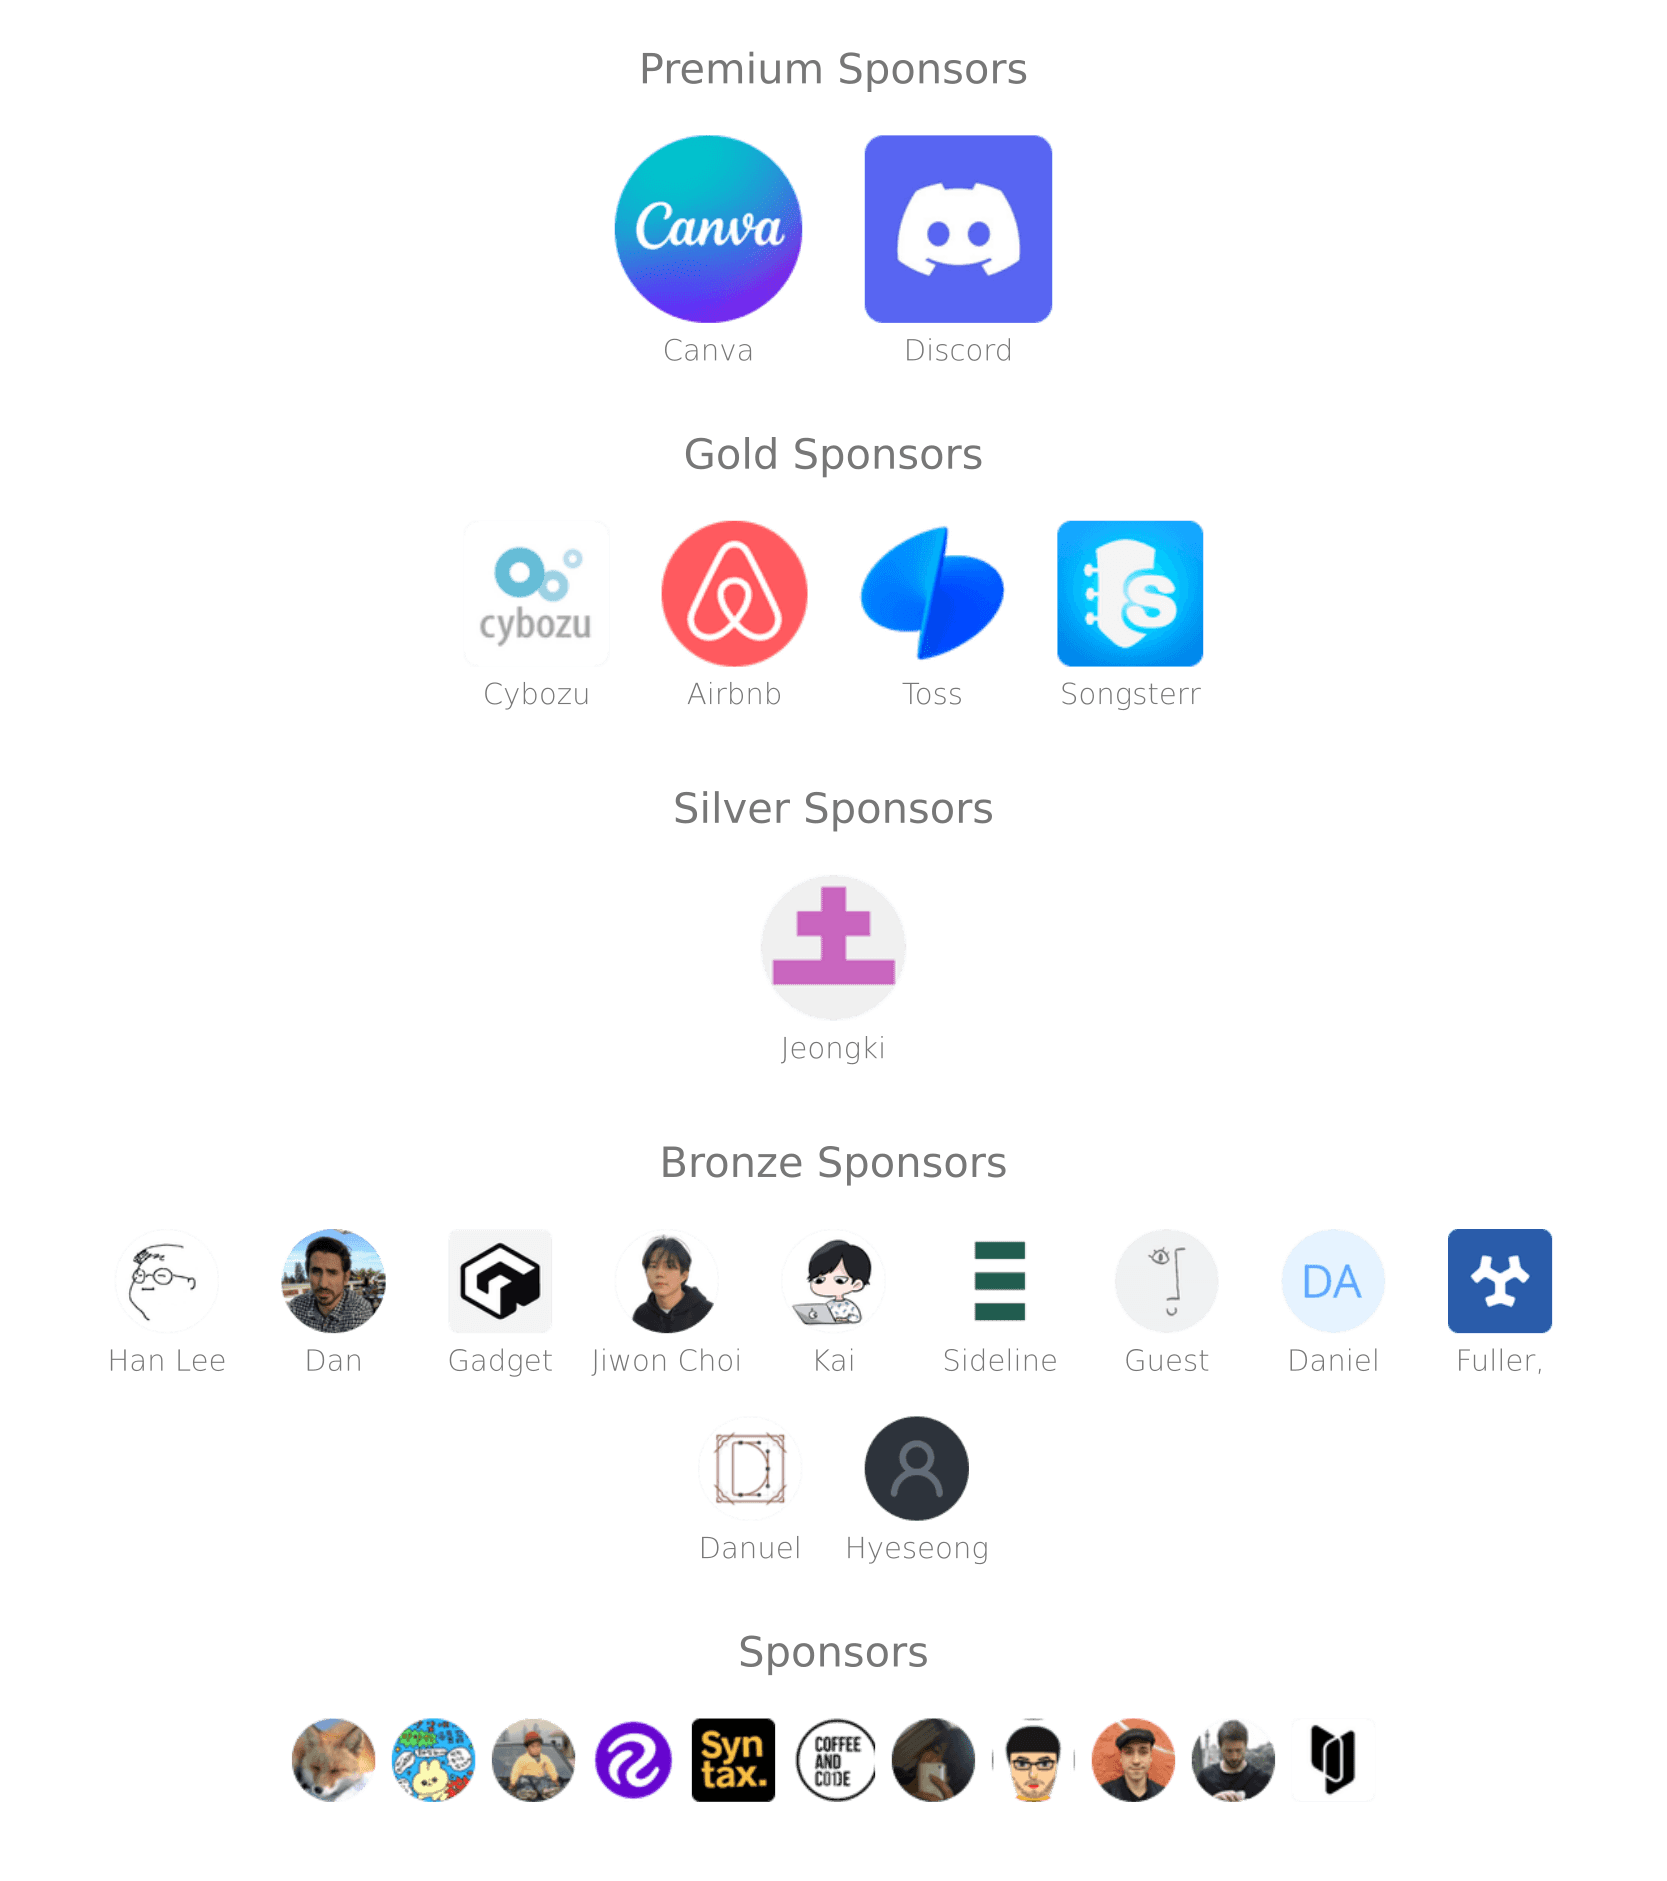 Premium Sponsors
Canva
Canva Discord
Gold Sponsors
cybozu
S
Cybozu Airbnb Toss Songsterr
Silver Sponsors
Jeongki
Bronze Sponsors
DA
Han Lee Dan Gadget Jiwon Choi Kai Sideline Guest Daniel Fuller,
D
Danuel Hyeseong
Sponsors
Syn
tax.
COFFEE
AND
CODE